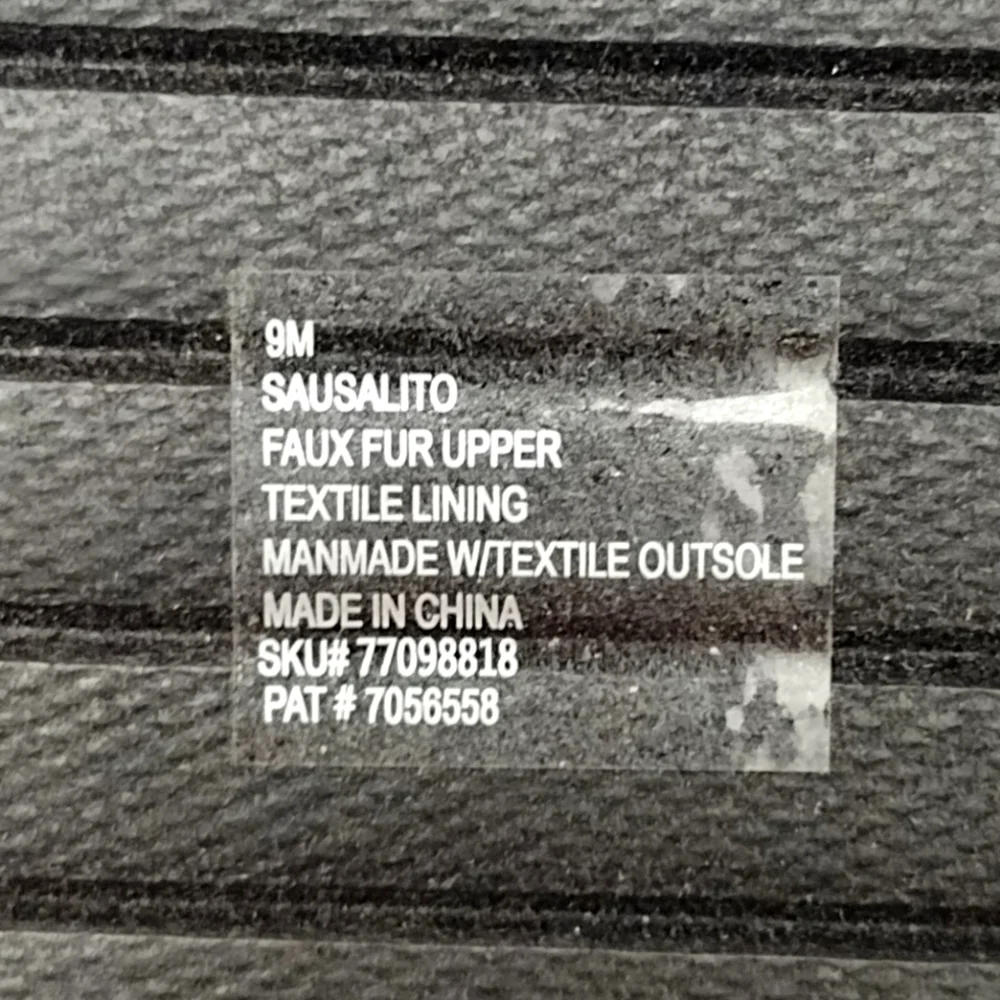 9M
SAUSALITO
FAUX FUR UPPER
TEXTILE LINING
MANMADE W/TEXTILE OUTSOLE
MADE IN CHINA
SKU# 77098818
PAT # 7056558